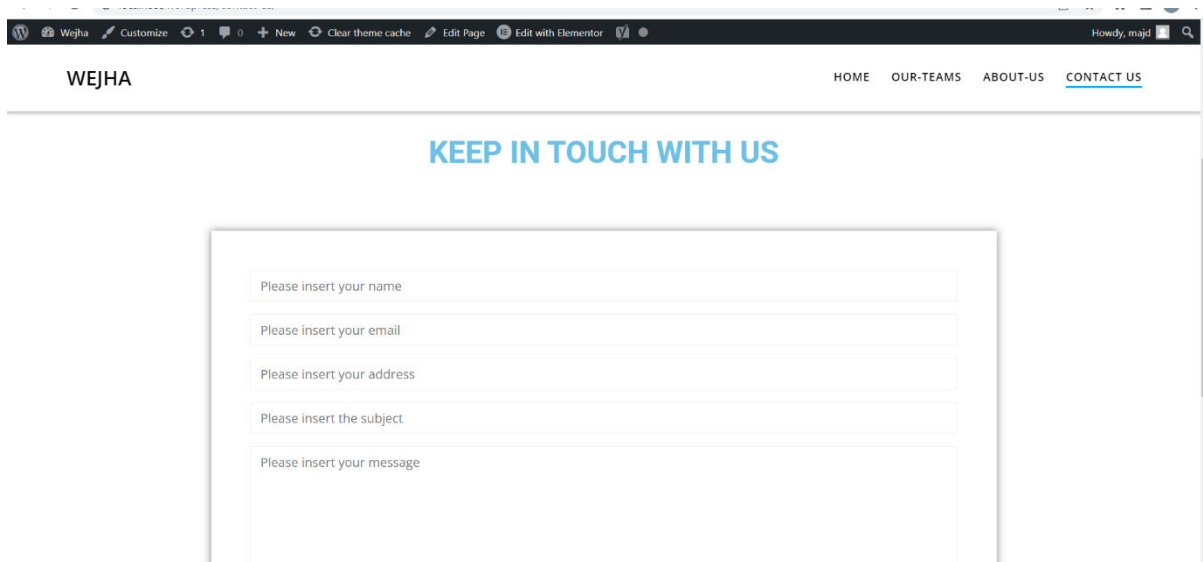 Wejha Customize 1 0 New Clear theme cache Edit Page Edit with Elementor Howdy, majd
WEJHA HOME OUR-TEAMS ABOUT-US CONTACT US
KEEP IN TOUCH WITH US
Please insert your name
Please insert your email
Please insert your address
Please insert the subject
Please insert your message